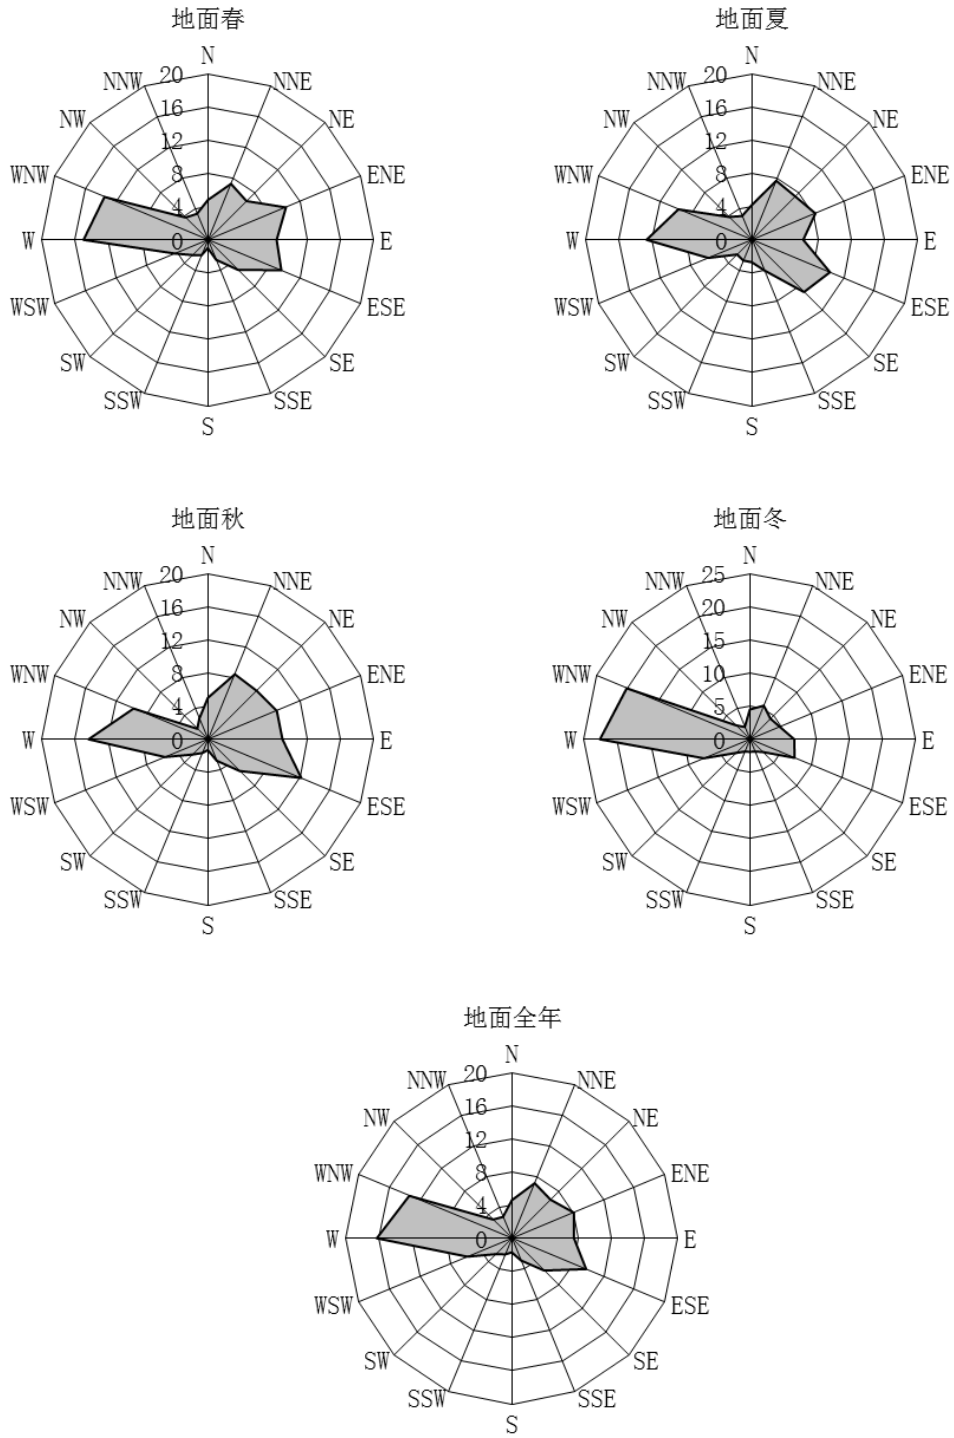 地面春
N
NNW 20 NNE
NW 16 NE
12
WNW 8 ENE
4
W 0 E
WSW ESE
SW SE
SSW SSE
S
地面夏
N
NNW 20 NNE
NW 16 NE
12
WNW 8 ENE
4
W 0 E
WSW ESE
SW SE
SSW SSE
S
地面秋
N
NNW 20 NNE
NW 16 NE
12
WNW 8 ENE
4
W 0 E
WSW ESE
SW SE
SSW SSE
S
地面冬
N
NNW 25 NNE
NW 20 NE
15
WNW 10 ENE
5
W 0 E
WSW ESE
SW SE
SSW SSE
S
地面全年
N
NNW 20 NNE
NW 16 NE
12
WNW 8 ENE
4
W 0 E
WSW ESE
SW SE
SSW SSE
S